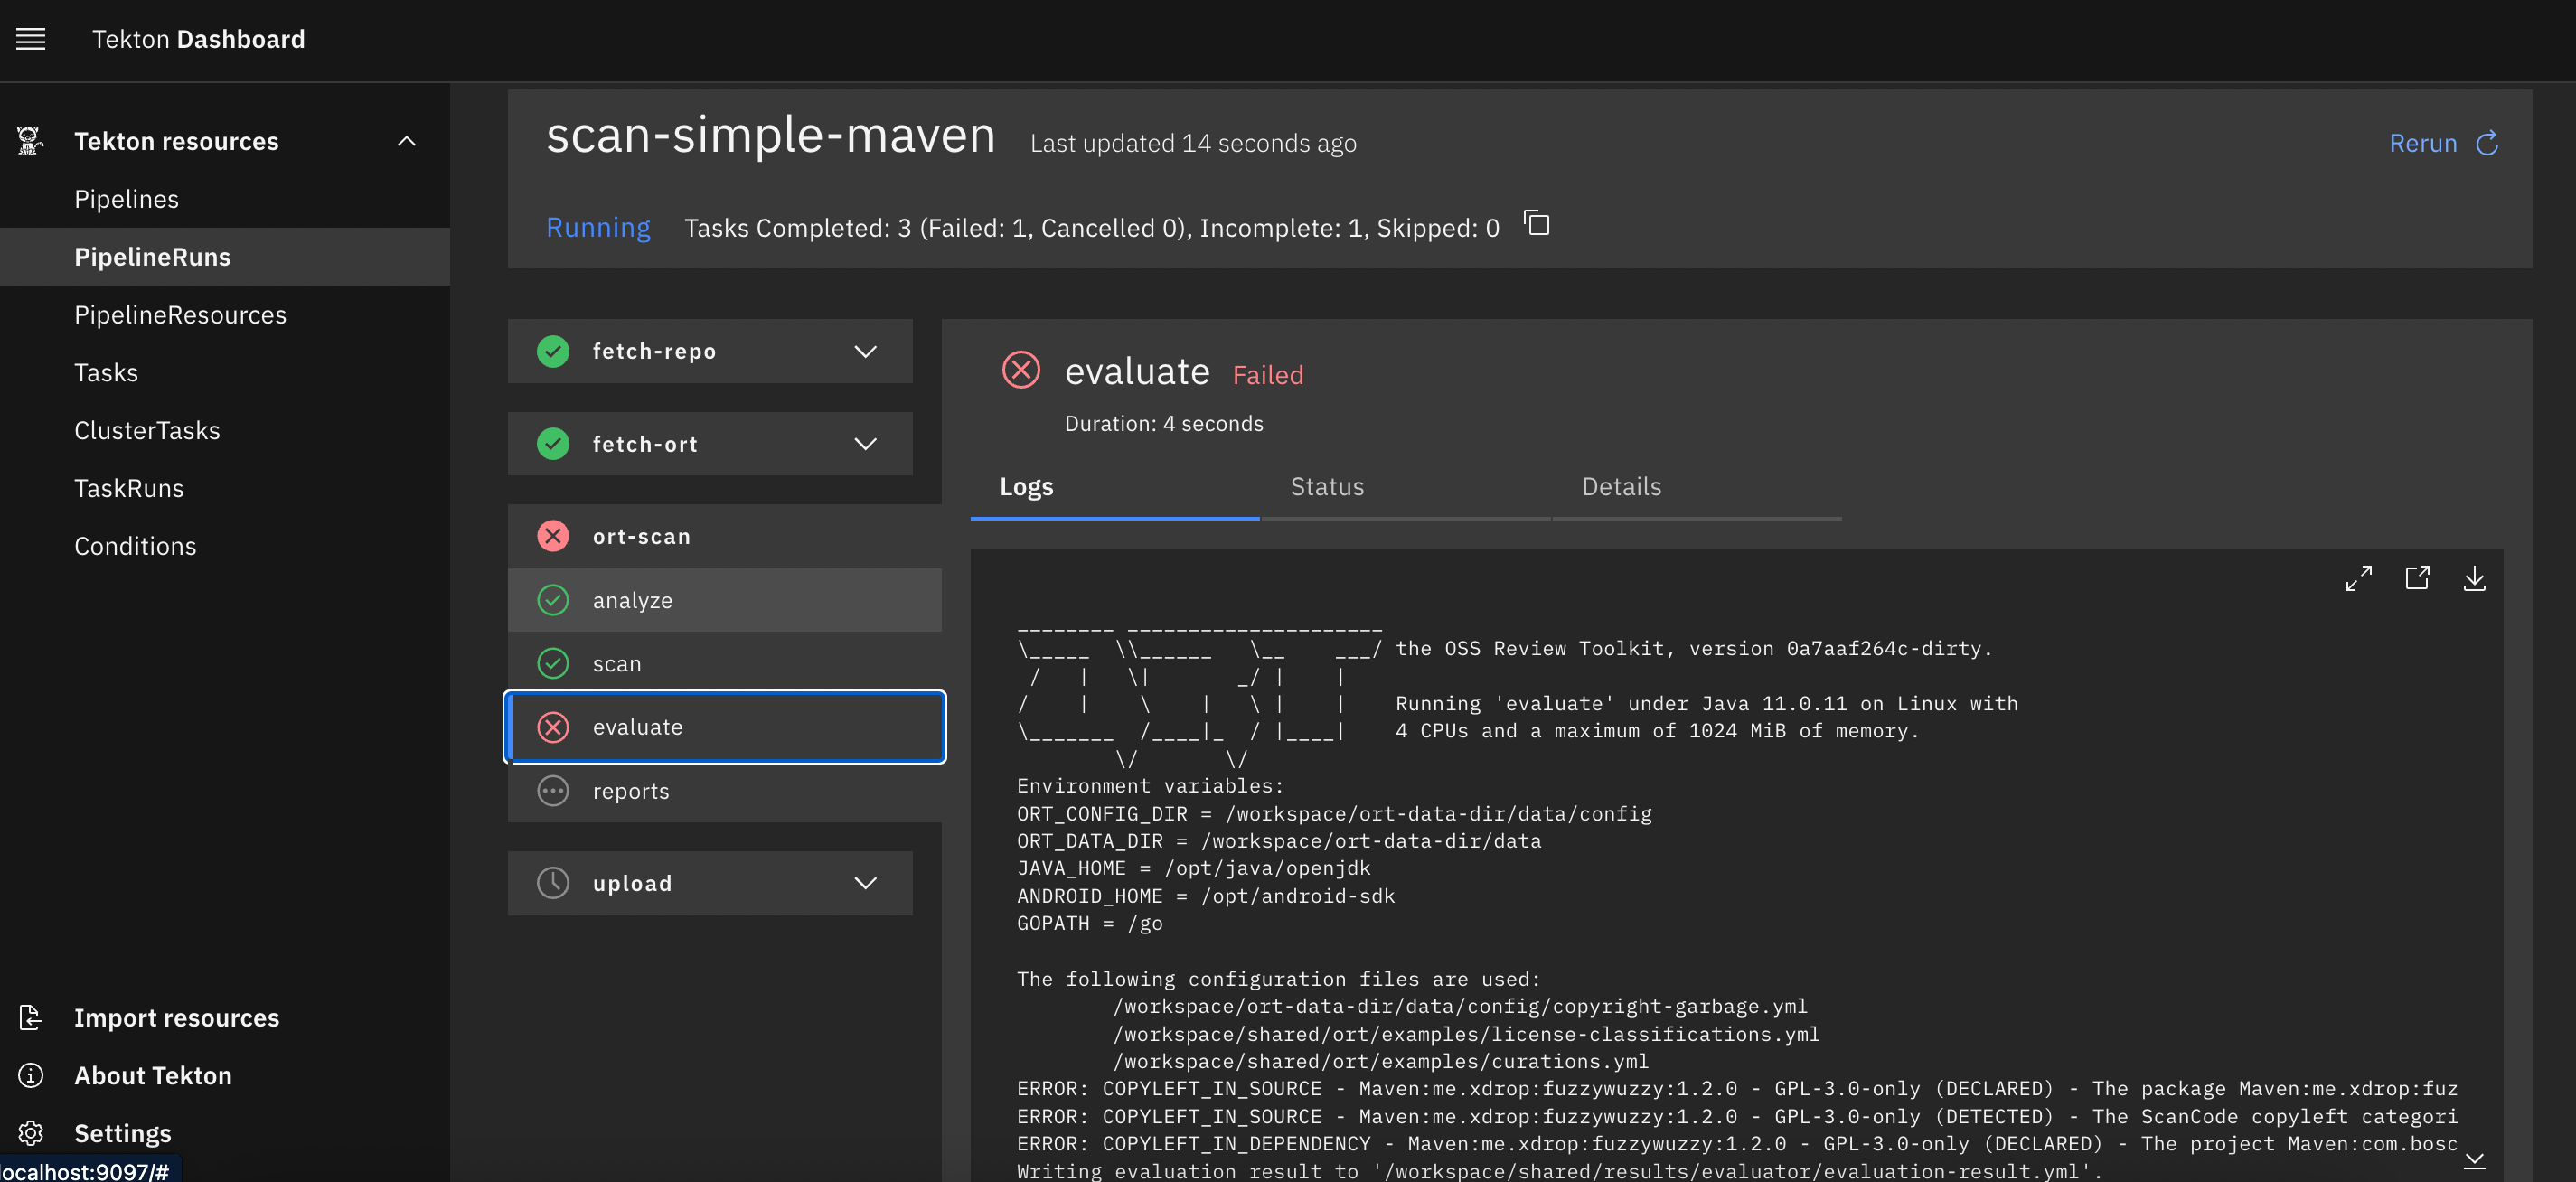 Tekton Dashboard
Tekton resources
Pipelines
PipelineRuns
PipelineResources
Tasks
ClusterTasks
TaskRuns
Conditions
Import resources
About Tekton
Settings
localhost:9097/#
scan-simple-maven Last updated 14 seconds ago
Rerun
Running Tasks Completed: 3 (Failed: 1, Cancelled 0), Incomplete: 1, Skipped: 0
fetch-repo
fetch-ort
ort-scan
analyze
scan
evaluate
reports
upload
evaluate Failed
Duration: 4 seconds
Logs Status Details
the OSS Review Toolkit, version 0a7aaf264c-dirty.
Running 'evaluate' under Java 11.0.11 on Linux with
4 CPUs and a maximum of 1024 MiB of memory.
Environment variables:
ORT_CONFIG_DIR = /workspace/ort-data-dir/data/config
ORT_DATA_DIR = /workspace/ort-data-dir/data
JAVA_HOME = /opt/java/openjdk
ANDROID_HOME = /opt/android-sdk
GOPATH = /go
The following configuration files are used:
/workspace/ort-data-dir/data/config/copyright-garbage.yml
/workspace/shared/ort/examples/license-classifications.yml
/workspace/shared/ort/examples/curations.yml
ERROR: COPYLEFT_IN_SOURCE - Maven:me.xdrop:fuzzywuzzy:1.2.0 - GPL-3.0-only (DECLARED) - The package Maven:me.xdrop:fuz
ERROR: COPYLEFT_IN_SOURCE - Maven:me.xdrop:fuzzywuzzy:1.2.0 - GPL-3.0-only (DETECTED) - The ScanCode copyleft categori
ERROR: COPYLEFT_IN_DEPENDENCY - Maven:me.xdrop:fuzzywuzzy:1.2.0 - GPL-3.0-only (DECLARED) - The project Maven:com.bosc
Writing evaluation result to '/workspace/shared/results/evaluator/evaluation-result.yml'.